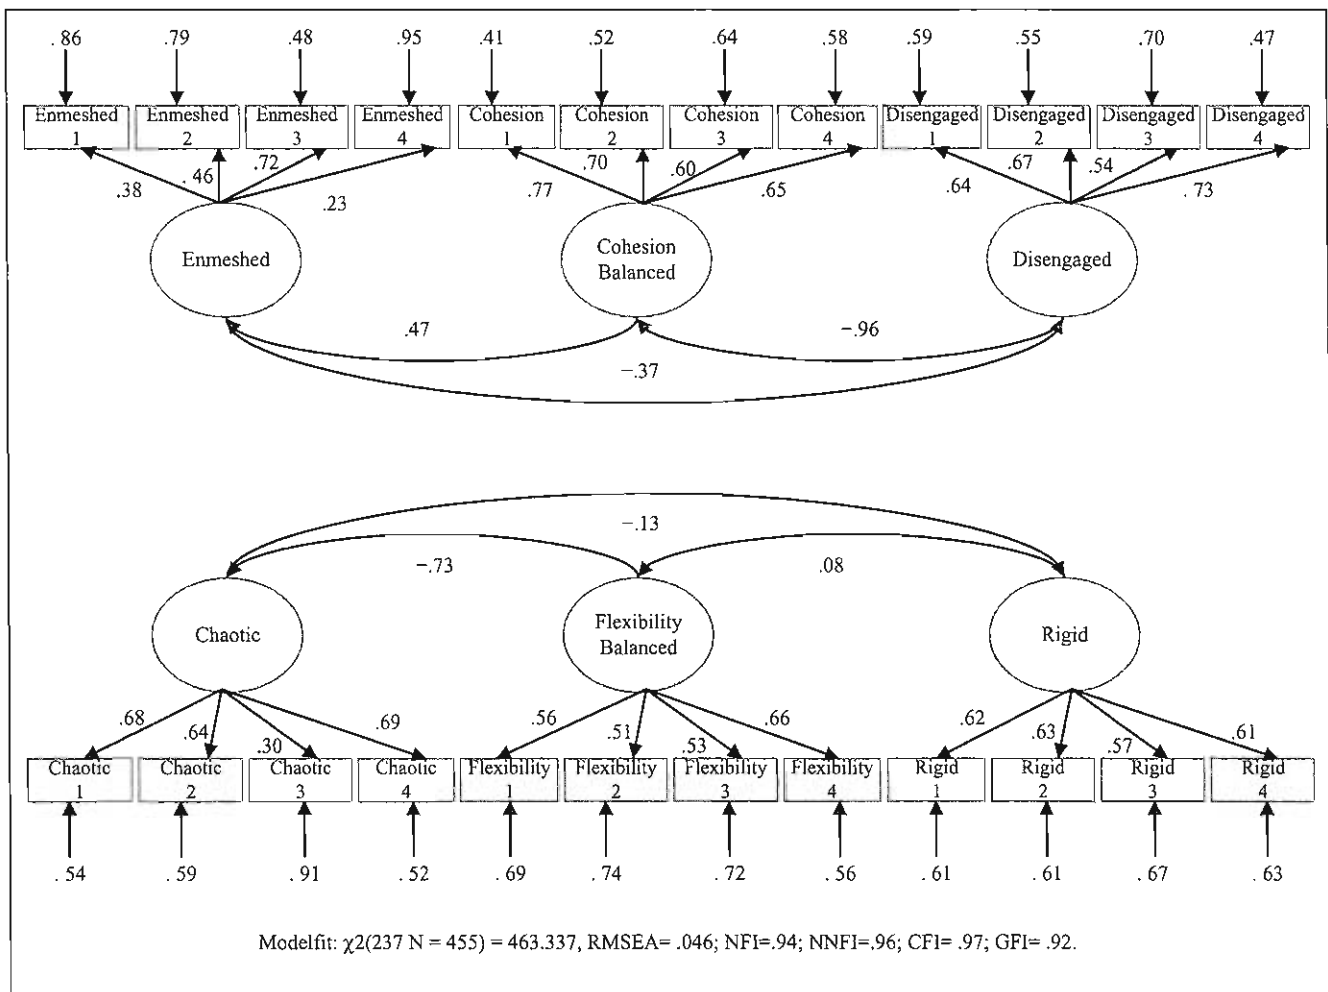 .86 .79 .48 .95 .41 .52 .64 .58 .59 .55 .70 .47
Enmeshed Enmeshed Enmeshed Enmeshed Cohesion Cohesion Cohesion Cohesion Disengaged Disengaged Disengaged Disengaged
1 2 3 4 1 2 3 4 1 2 3 4
.38 .46 .72 .23 .77 .70 .60 .65 .64 .67 .54 .73
Enmeshed
Cohesion
Balanced
Disengaged
.47 −.96
−.37
−.13
−.73 .08
Chaotic
Flexibility
Balanced
Rigid
.68 .64 .30 .69 .56 .51 .53 .66 .62 .63 .57 .61
Chaotic Chaotic Chaotic Chaotic Flexibility Flexibility Flexibility Flexibility Rigid Rigid Rigid Rigid
1 2 3 4 1 2 3 4 1 2 3 4
.54 .59 .91 .52 .69 .74 .72 .56 .61 .61 .67 .63
Modelfit: χ2(237 N = 455) = 463.337, RMSEA= .046; NFI=.94; NNFI=.96; CFI= .97; GFI= .92.